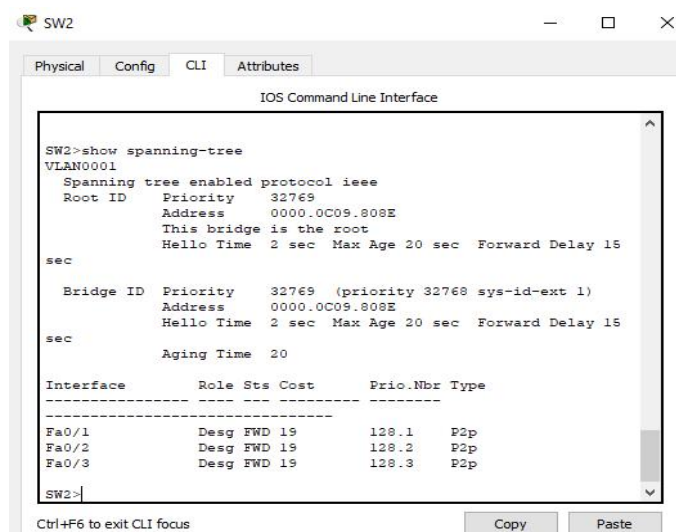 SW2
Physical Config CLI Attributes
IOS Command Line Interface
SW2>show spanning-tree
VLAN0001
Spanning tree enabled protocol ieee
Root ID Priority 32769
Address 0000.0C09.808E
This bridge is the root
Hello Time 2 sec Max Age 20 sec Forward Delay 15
sec
Bridge ID Priority 32769 (priority 32768 sys-id-ext 1)
Address 0000.0C09.808E
Hello Time 2 sec Max Age 20 sec Forward Delay 15
sec
Aging Time 20
Interface Role Sts Cost Prio.Nbr Type
---------------- ---- --- --------- --------
--------------------------------
Fa0/1 Desg FWD 19 128.1 P2p
Fa0/2 Desg FWD 19 128.2 P2p
Fa0/3 Desg FWD 19 128.3 P2p
SW2>
Ctrl+F6 to exit CLI focus Copy Paste